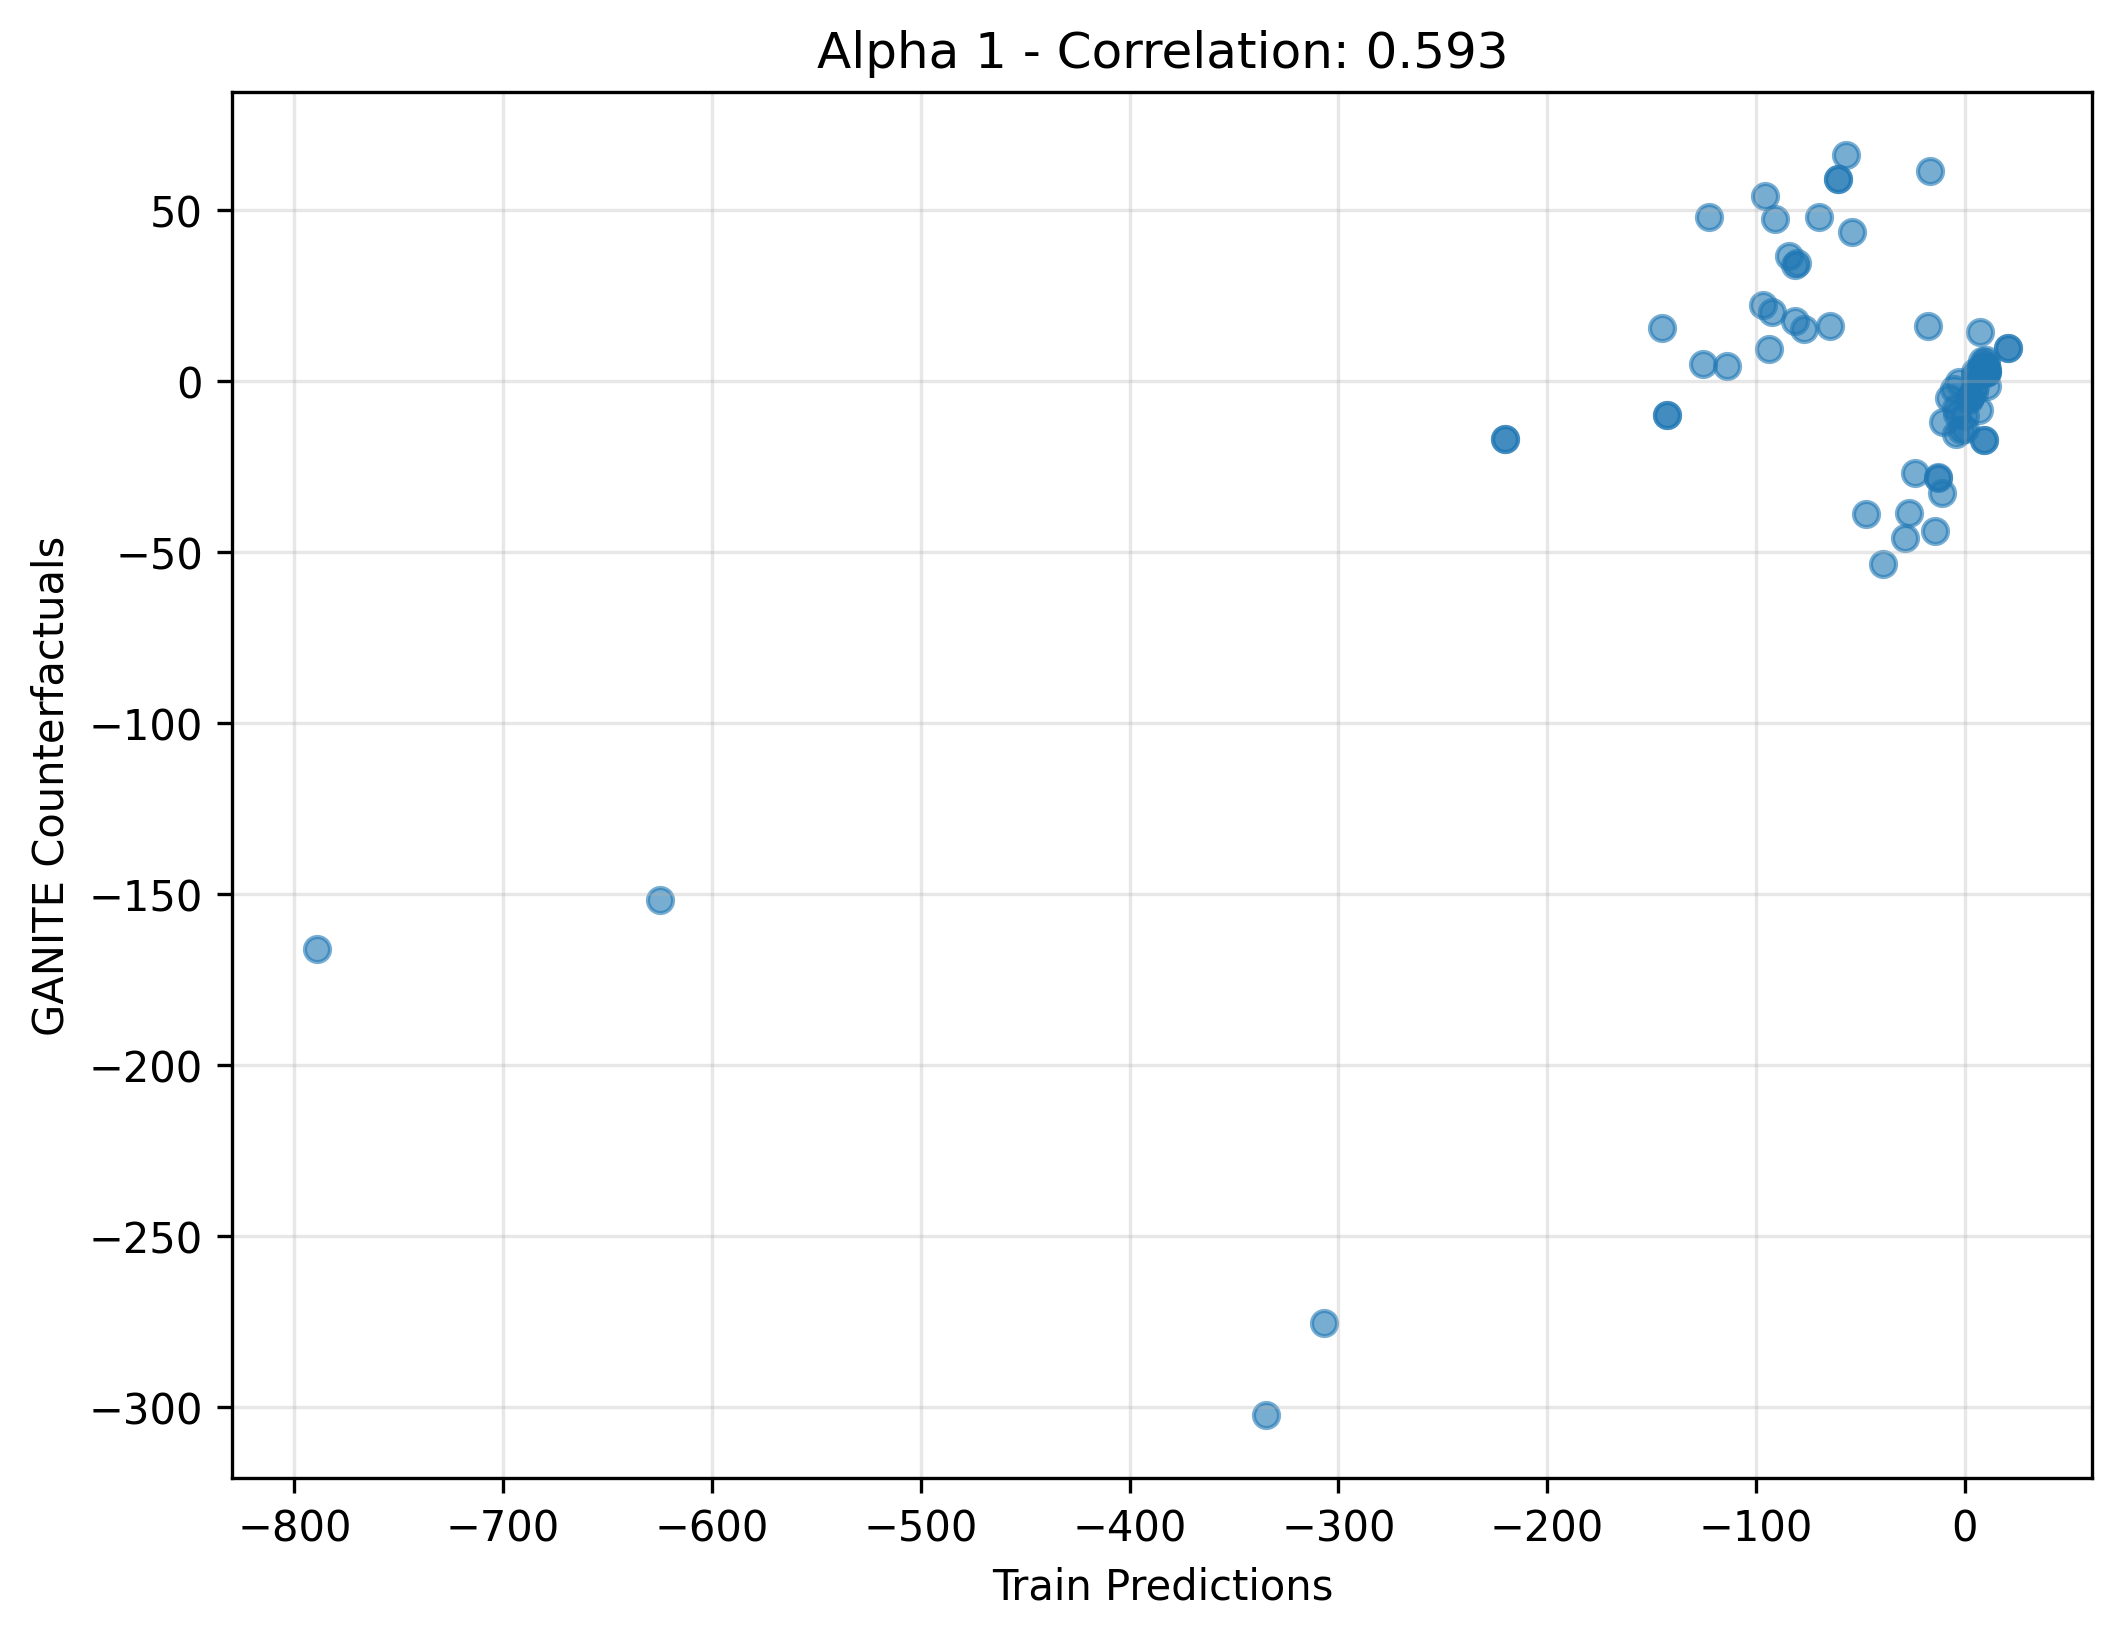 Alpha 1 - Correlation: 0.593
GANITE Counterfactuals
50
0
−50
−100
−150
−200
−250
−300
−800 −700 −600 −500 −400 −300 −200 −100 0
Train Predictions